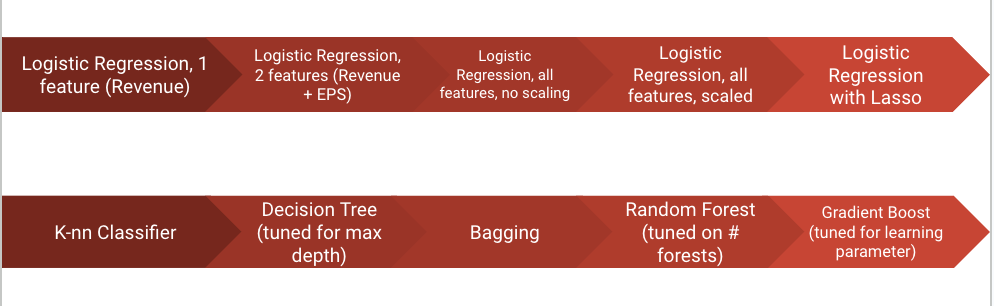 Logistic Regression, 1
feature (Revenue)
Logistic Regression,
2 features (Revenue
+ EPS)
Logistic
Regression, all
features, no scaling
Logistic
Regression, all
features, scaled
Logistic
Regression
with Lasso
K-nn Classifier
Decision Tree
(tuned for max
depth)
Bagging
Random Forest
(tuned on #
forests)
Gradient Boost
(tuned for learning
parameter)